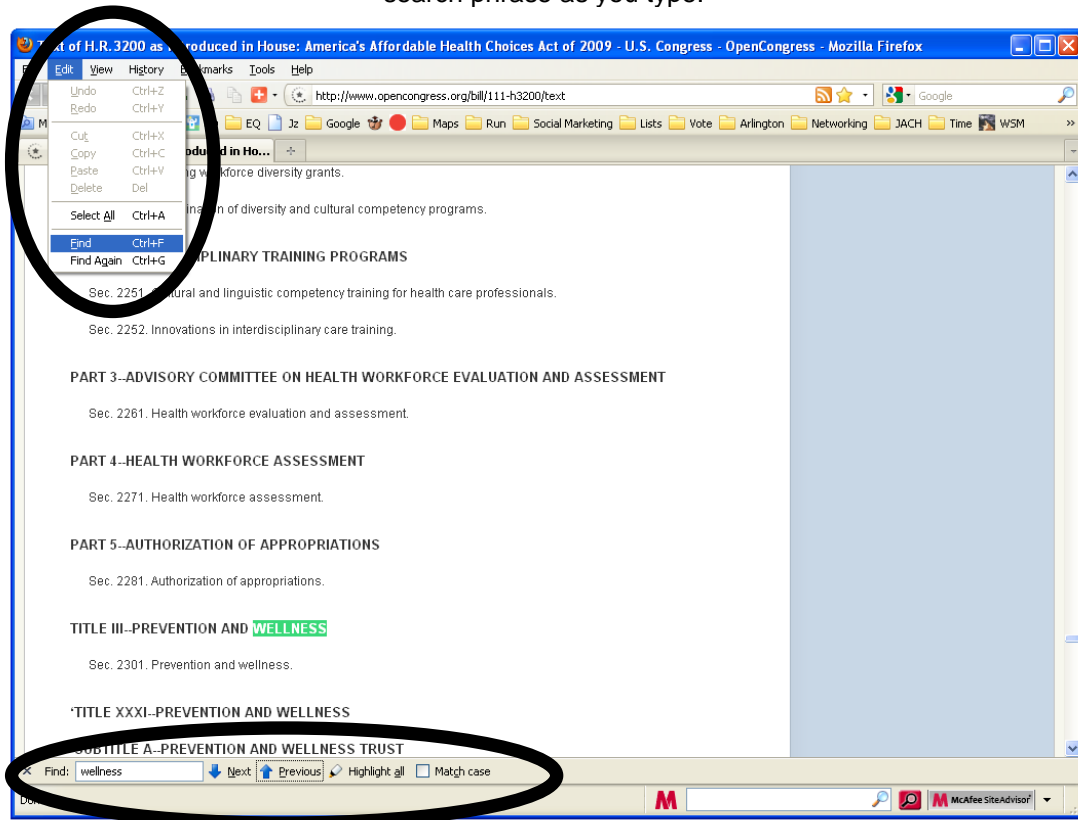 search phrase as you type.
of H.R.3200 as roduced in House: America's Affordable Health Choices Act of 2009 - U.S. Congress - OpenCongress - Mozilla Firefox
Edit View History Bookmarks Tools Help
Undo Ctrl+Z
Redo Ctrl+Y
Cut Ctrl+X
Copy Ctrl+C
Paste Ctrl+V
Delete Del
Select All Ctrl+A
Find Ctrl+F
Find Again Ctrl+G
http://www.opencongress.org/bill/111-h3200/text
Google
M EQ Jz Google Maps Run Social Marketing Lists Vote Arlington Networking JACH Time WSM »
oduced in Ho...
ng workforce diversity grants.
ination of diversity and cultural competency programs.
IPLINARY TRAINING PROGRAMS
Sec. 2251. Cultural and linguistic competency training for health care professionals.
Sec. 2252. Innovations in interdisciplinary care training.
PART 3--ADVISORY COMMITTEE ON HEALTH WORKFORCE EVALUATION AND ASSESSMENT
Sec. 2261. Health workforce evaluation and assessment.
PART 4--HEALTH WORKFORCE ASSESSMENT
Sec. 2271. Health workforce assessment.
PART 5--AUTHORIZATION OF APPROPRIATIONS
Sec. 2281. Authorization of appropriations.
TITLE III--PREVENTION AND WELLNESS
Sec. 2301. Prevention and wellness.
‘TITLE XXXI--PREVENTION AND WELLNESS
SUBTITLE A--PREVENTION AND WELLNESS TRUST
× Find: wellness Next Previous Highlight all Match case
M McAfee SiteAdvisor